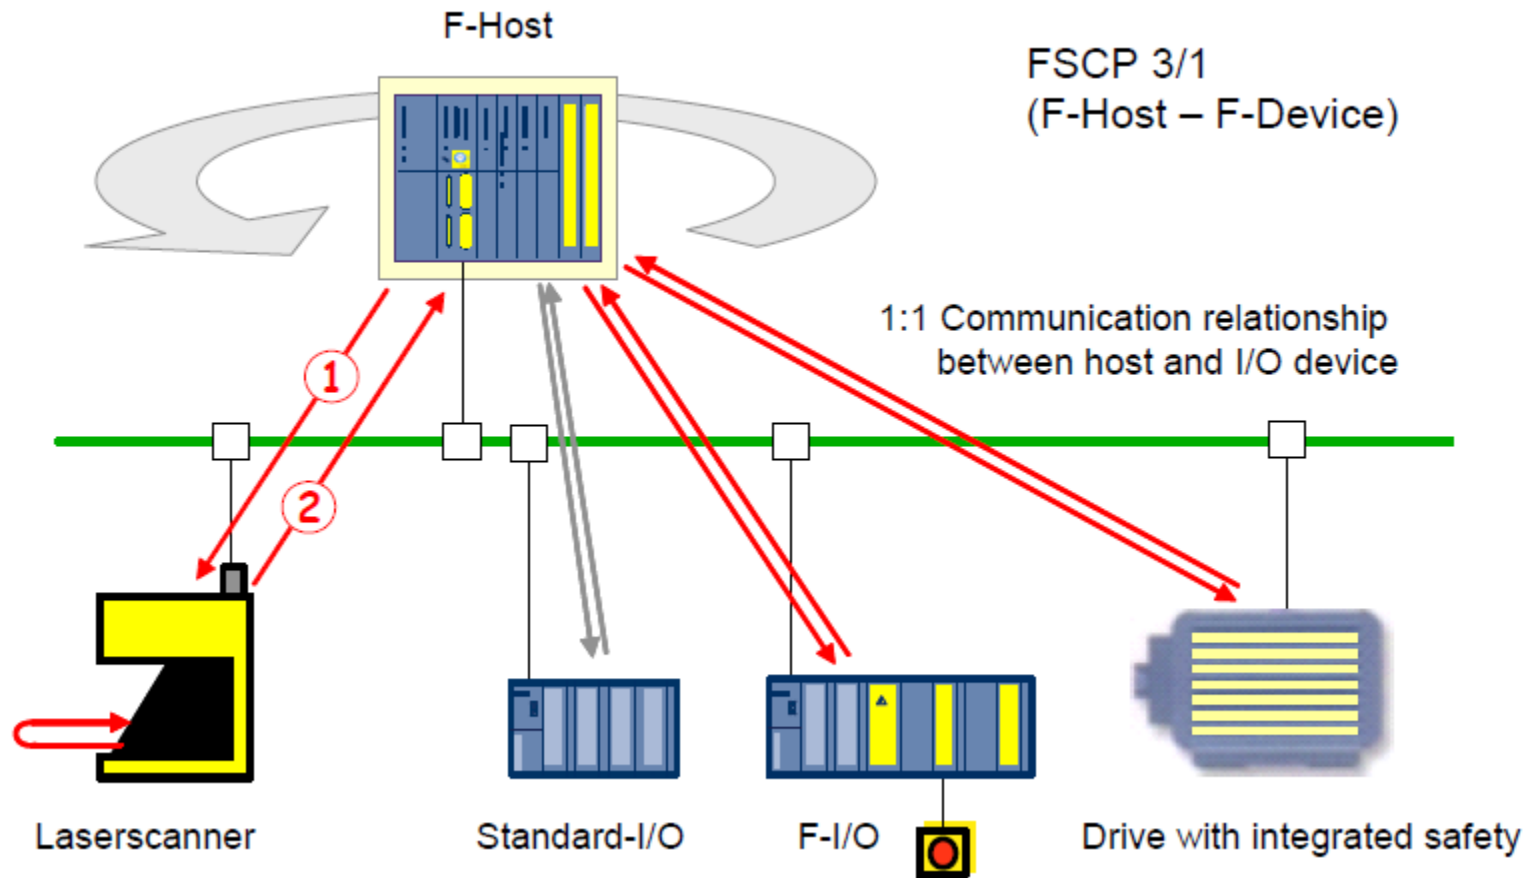 F-Host
FSCP 3/1
(F-Host – F-Device)
1:1 Communication relationship
between host and I/O device
1
2
Laserscanner
Standard-I/O
F-I/O
Drive with integrated safety